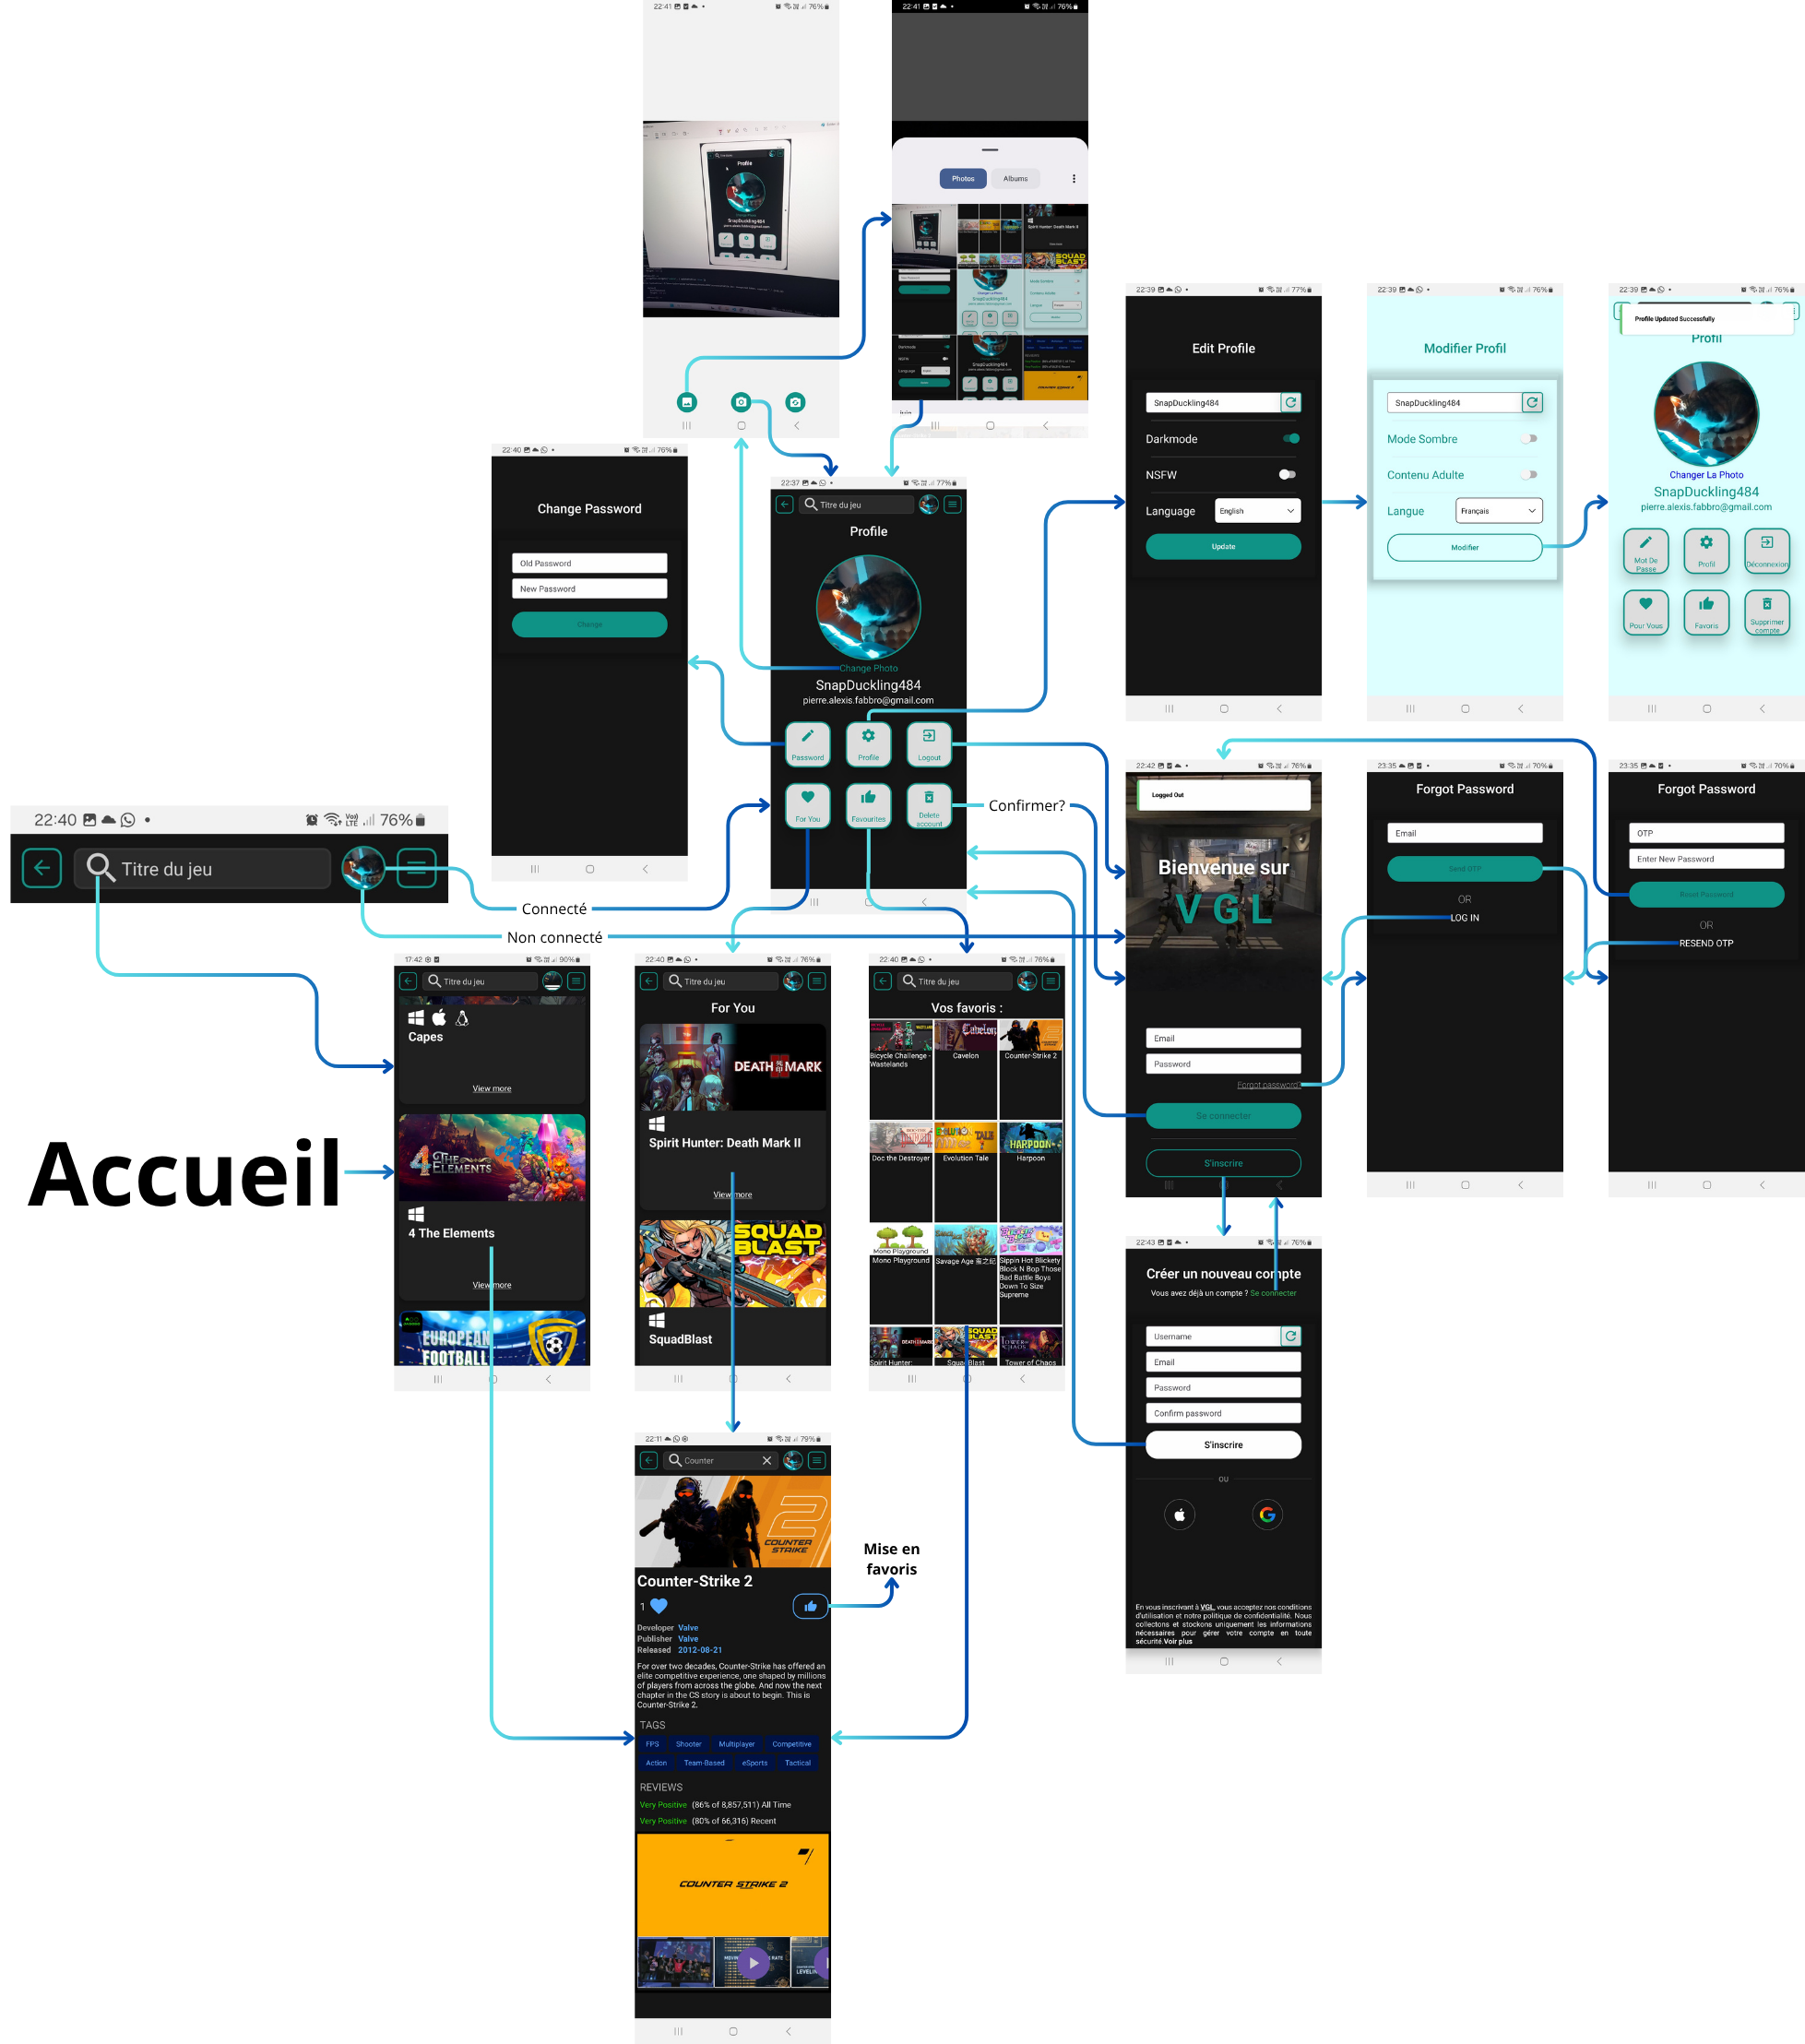 22:41
76%
22:41
76%
Photos
Albums
Spirit Hunter: Death Mark II
SQUAD BLAST
Profile
SnapDuckling484
22:40
76%
Change Password
Old Password
New Password
Change
22:37
77%
Titre du jeu
Profile
Change Photo
SnapDuckling484
pierre.alexis.fabbro@gmail.com
Password
Profile
Logout
For You
Favourites
Delete account
Confirmer?
22:39
77%
Edit Profile
SnapDuckling484
Darkmode
NSFW
Language
English
Update
22:39
76%
Modifier Profil
SnapDuckling484
Mode Sombre
Contenu Adulte
Langue
Français
Modifier
22:39
76%
Profile Updated Successfully
Profil
Changer La Photo
SnapDuckling484
pierre.alexis.fabbro@gmail.com
Mot De Passe
Profil
Déconnexion
Pour Vous
Favoris
Supprimer compte
22:40
Vo) LTE
76%
Titre du jeu
Connecté
Non connecté
22:42
76%
Logged Out
Bienvenue sur
VGL
Email
Password
Forgot password?
Se connecter
S'inscrire
23:35
70%
Forgot Password
Email
Send OTP
OR
LOG IN
23:35
70%
Forgot Password
OTP
Enter New Password
Reset Password
OR
RESEND OTP
Accueil
17:42
90%
Titre du jeu
Capes
View more
4 THE ELEMENTS
4 The Elements
View more
EUROPEAN
FOOTBALL
22:40
76%
Titre du jeu
For You
DEATH MARK
Spirit Hunter: Death Mark II
View more
SQUAD
BLAST
SquadBlast
22:40
76%
Titre du jeu
Vos favoris :
Bicycle Challenge - Wastelands
Cavelon
Counter-Strike 2
Doc the Destroyer
Evolution Tale
Harpoon
Mono Playground
Mono Playground
Savage Age 蛮之纪
Sippin Hot Blickety
Block N Bop Those
Bad Battle Boys
Down To Size
Supreme
Spirit Hunter:
SquadBlast
Tower of Chaos
22:43
76%
Créer un nouveau compte
Vous avez déjà un compte ? Se connecter
Username
Email
Password
Confirm password
S'inscrire
OU
En vous inscrivant à VGL, vous acceptez nos conditions
d'utilisation et notre politique de confidentialité. Nous
collectons et stockons uniquement les informations
nécessaires pour gérer votre compte en toute
sécurité.Voir plus
22:11
79%
Counter
COUNTER
STRIKE
2
Counter-Strike 2
1
Developer Valve
Publisher Valve
Released 2012-08-21
For over two decades, Counter-Strike has offered an
elite competitive experience, one shaped by millions
of players from across the globe. And now the next
chapter in the CS story is about to begin. This is
Counter-Strike 2.
TAGS
FPS Shooter Multiplayer Competitive
Action Team-Based eSports Tactical
REVIEWS
Very Positive (86% of 8,857,511) All Time
Very Positive (80% of 66,316) Recent
COUNTER STRIKE 2
Mise en
favoris